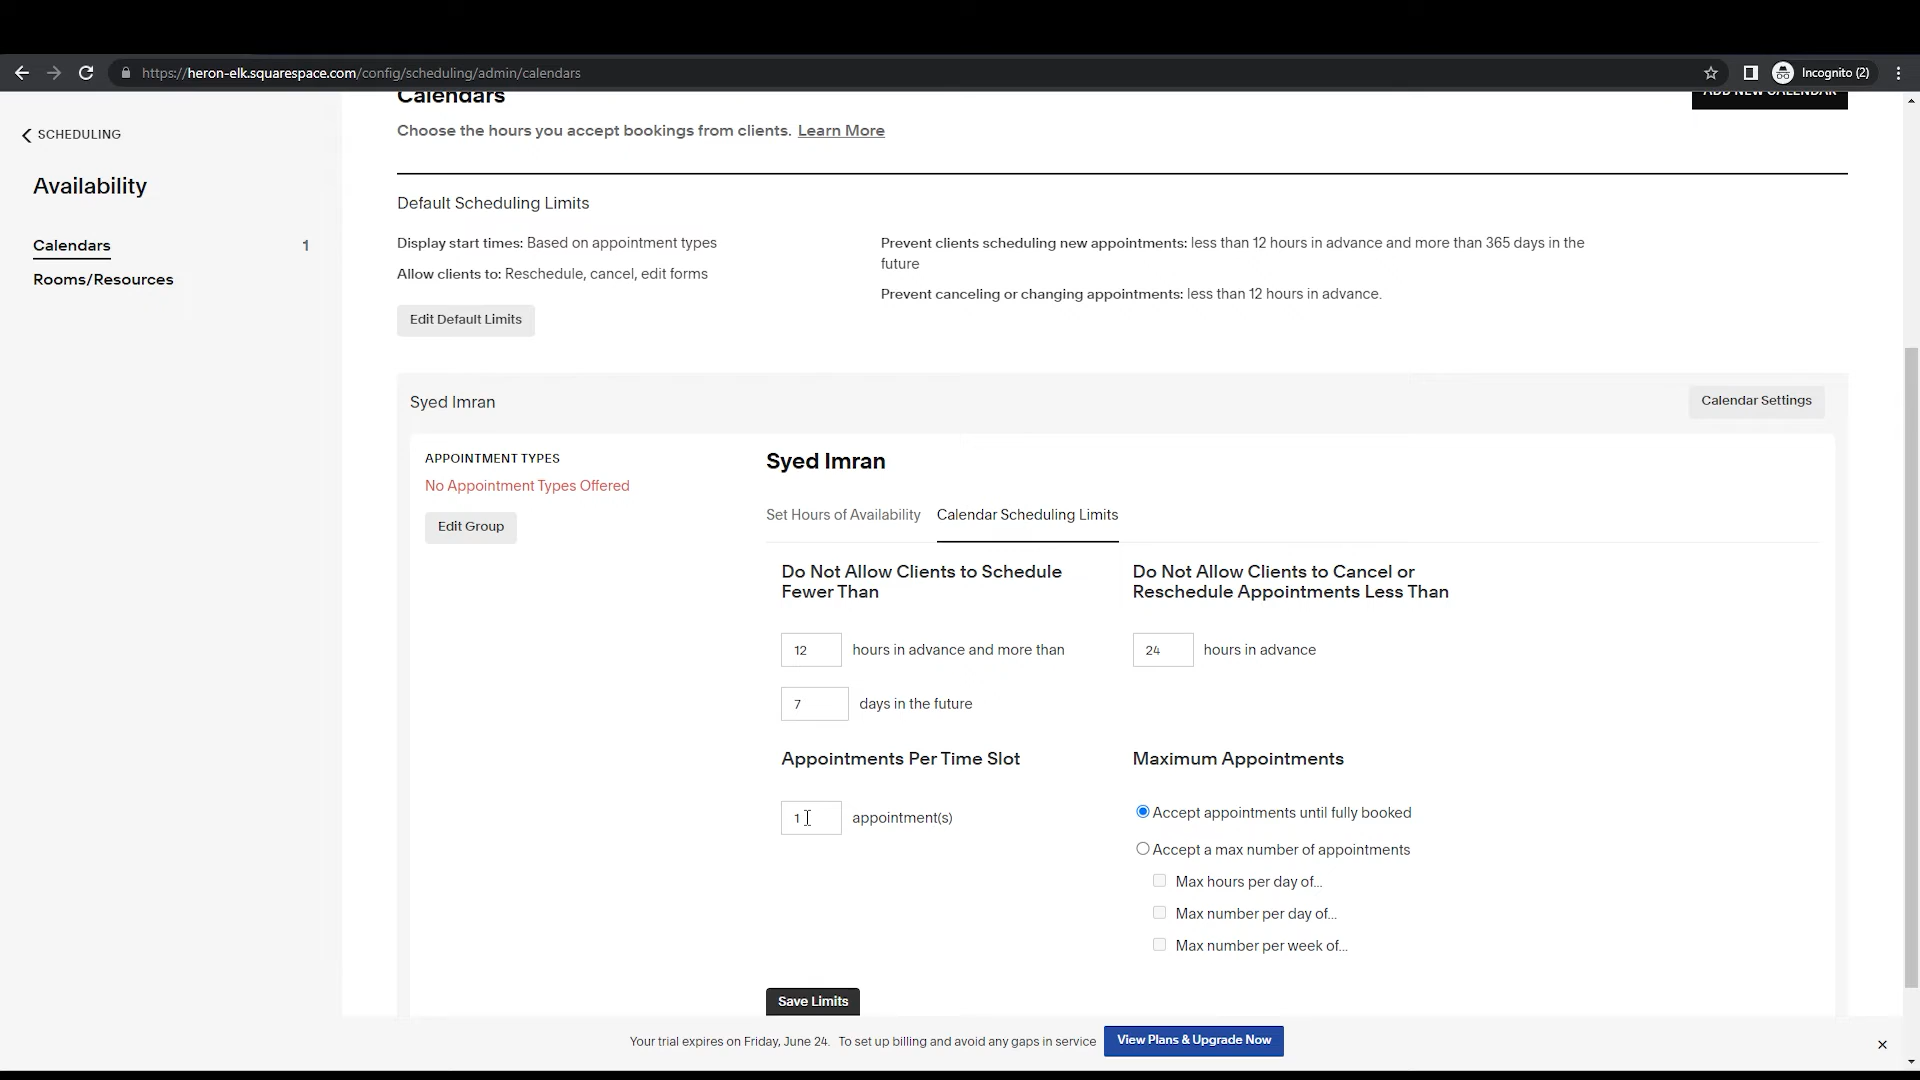 https://heron-elk.squarespace.com/config/scheduling/admin/calendars
Incognito (2)
SCHEDULING
Availability
Calendars 1
Rooms/Resources
Calendars
ADD NEW CALENDAR
Choose the hours you accept bookings from clients. Learn More
Default Scheduling Limits
Display start times: Based on appointment types
Allow clients to: Reschedule, cancel, edit forms
Prevent clients scheduling new appointments: less than 12 hours in advance and more than 365 days in the
future
Prevent canceling or changing appointments: less than 12 hours in advance.
Edit Default Limits
Syed Imran
Calendar Settings
APPOINTMENT TYPES
No Appointment Types Offered
Edit Group
Syed Imran
Set Hours of Availability
Calendar Scheduling Limits
Do Not Allow Clients to Schedule
Fewer Than
12 hours in advance and more than
7 days in the future
Do Not Allow Clients to Cancel or
Reschedule Appointments Less Than
24 hours in advance
Appointments Per Time Slot
1 appointment(s)
Maximum Appointments
Accept appointments until fully booked
Accept a max number of appointments
Max hours per day of...
Max number per day of...
Max number per week of...
Save Limits
Your trial expires on Friday, June 24. To set up billing and avoid any gaps in service
View Plans & Upgrade Now